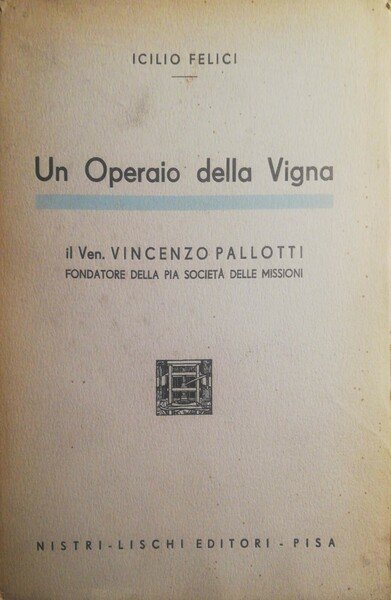 ICILIO FELICI
Un Operaio della Vigna
il Ven. VINCENZO PALLOTTI
FONDATORE DELLA PIA SOCIETÀ DELLE MISSIONI
NISTRI-LISCHI EDITORI - PISA